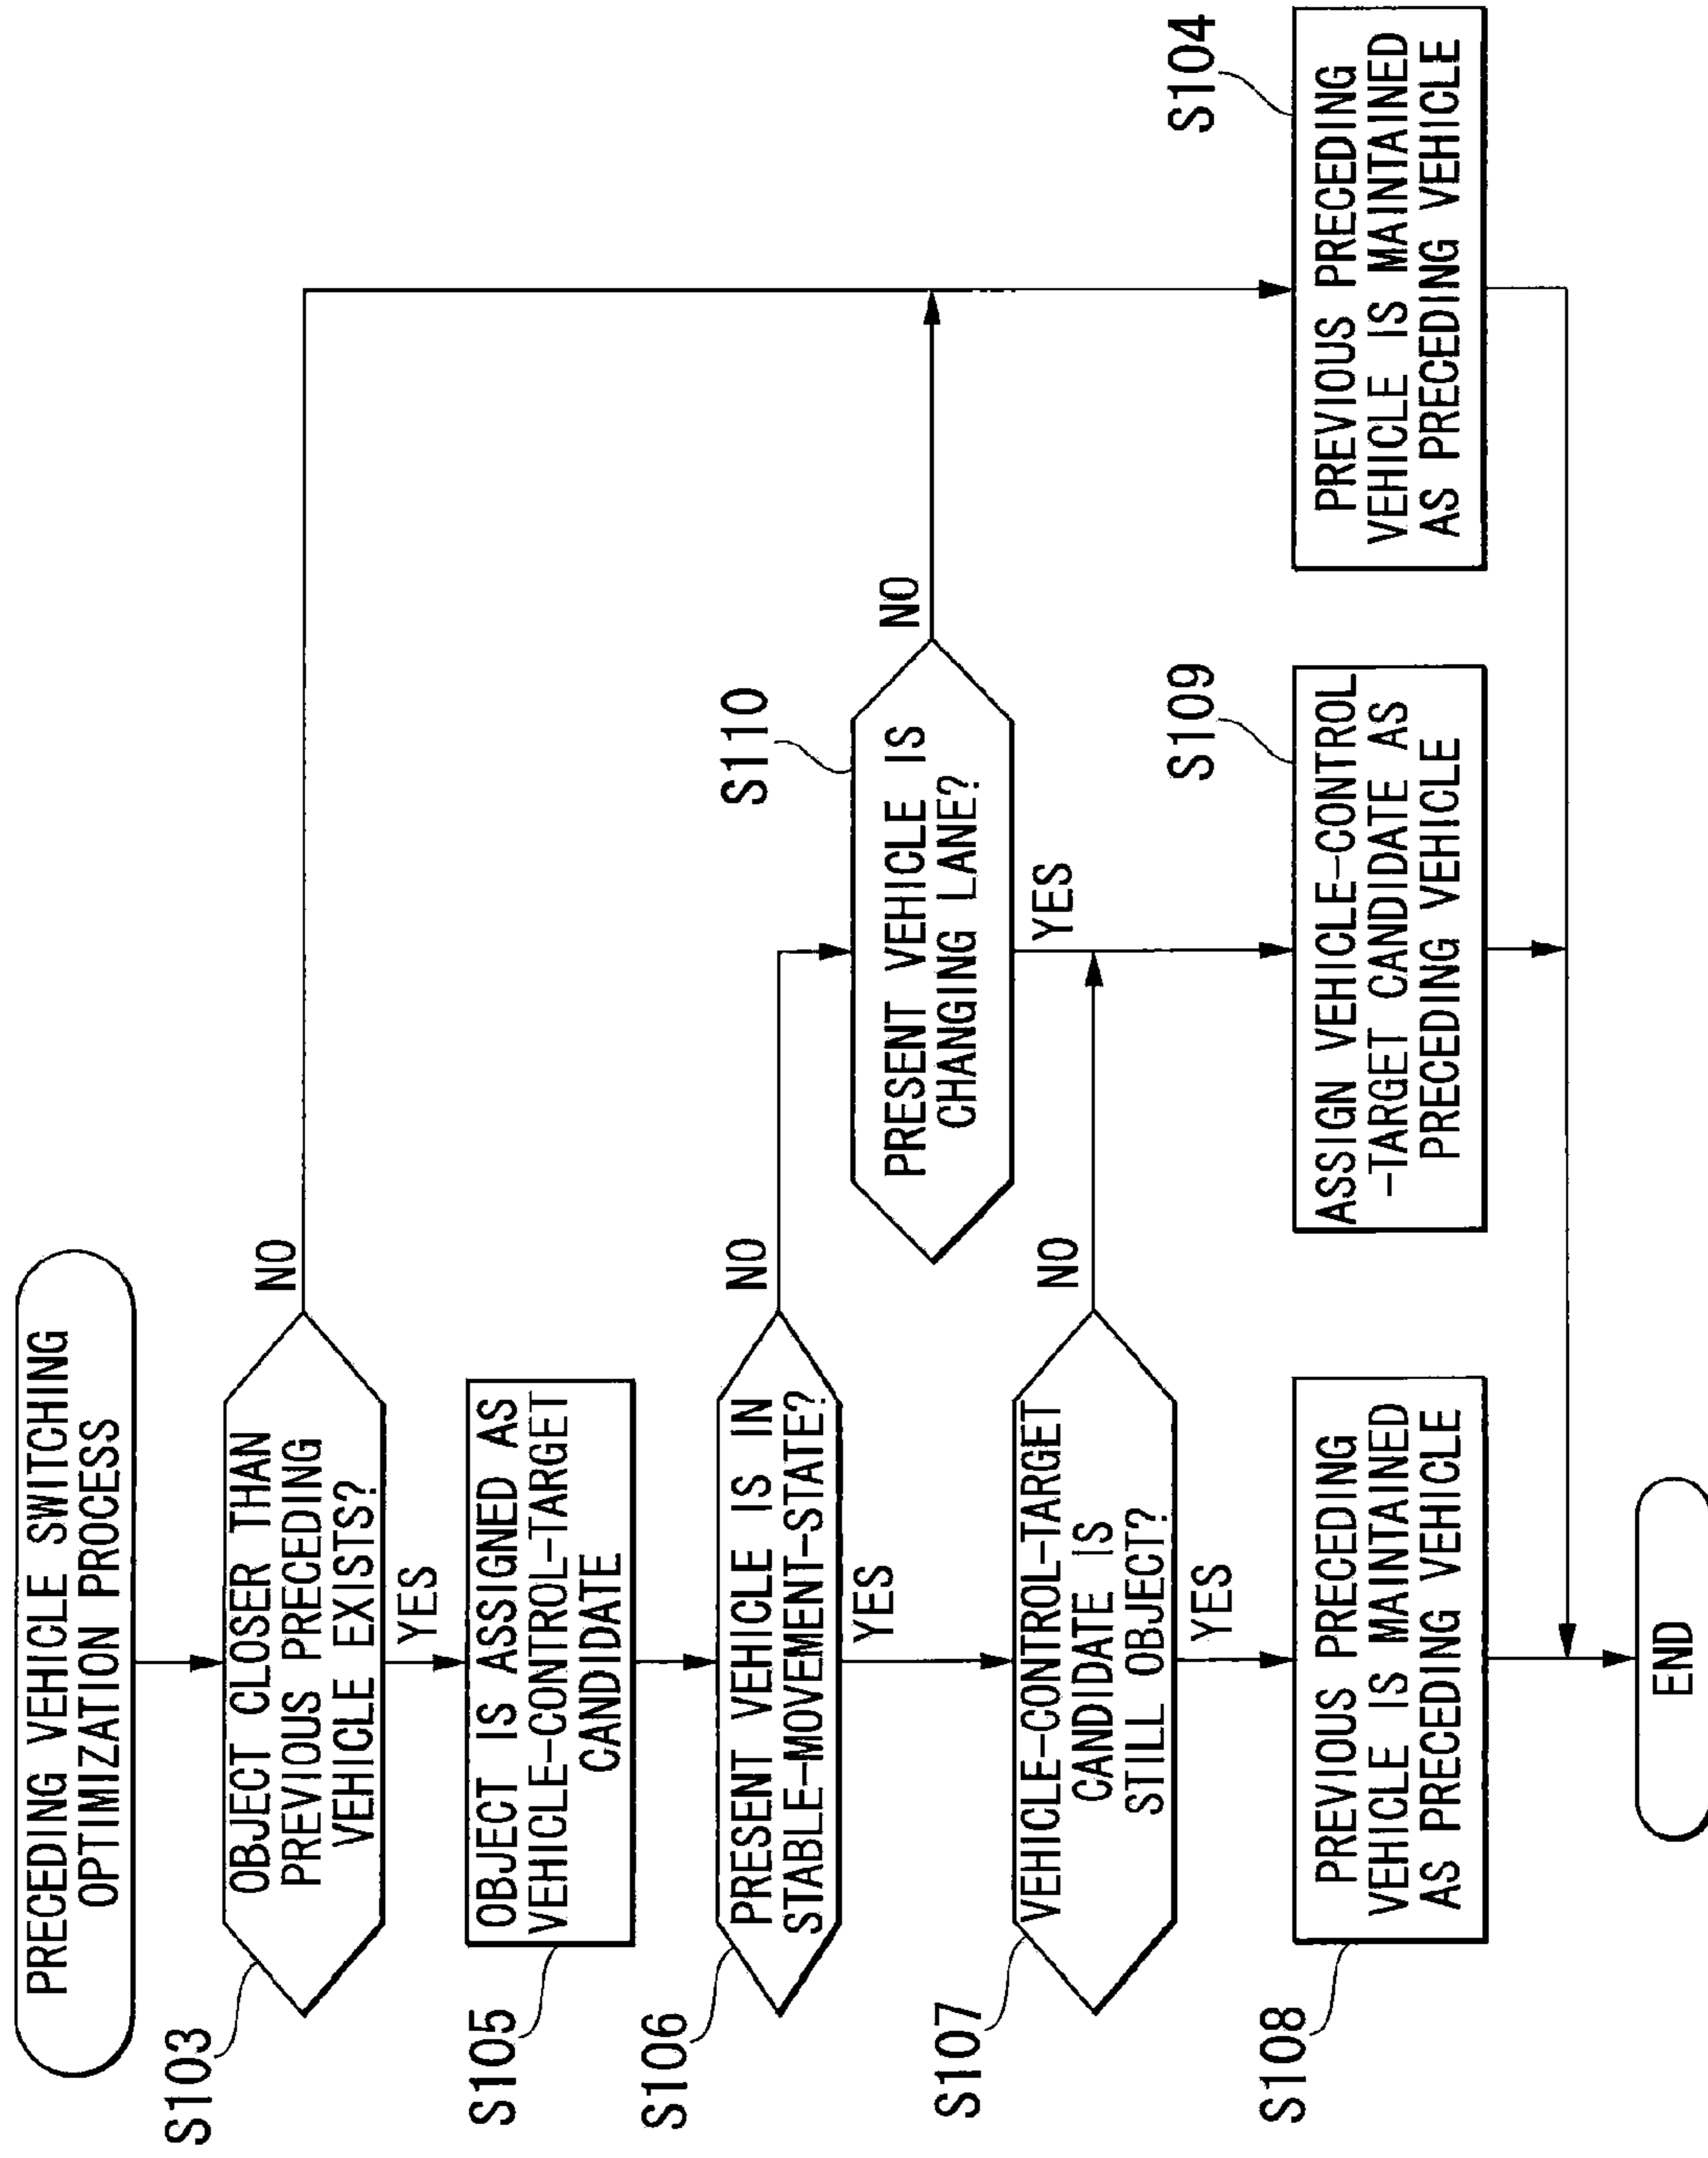 PRECEDING VEHICLE SWITCHING
OPTIMIZATION PROCESS
S103
OBJECT CLOSER THAN
PREVIOUS PRECEDING
VEHICLE EXISTS?
NO
YES
S105
OBJECT IS ASSIGNED AS
VEHICLE-CONTROL-TARGET
CANDIDATE
S106
PRESENT VEHICLE IS IN
STABLE-MOVEMENT-STATE?
NO
YES
S110
PRESENT VEHICLE IS
CHANGING LANE?
NO
YES
S107
VEHICLE-CONTROL-TARGET
CANDIDATE IS
STILL OBJECT?
NO
YES
S108
PREVIOUS PRECEDING
VEHICLE IS MAINTAINED
AS PRECEDING VEHICLE
S109
ASSIGN VEHICLE-CONTROL
-TARGET CANDIDATE AS
PRECEDING VEHICLE
S104
PREVIOUS PRECEDING
VEHICLE IS MAINTAINED
AS PRECEDING VEHICLE
END